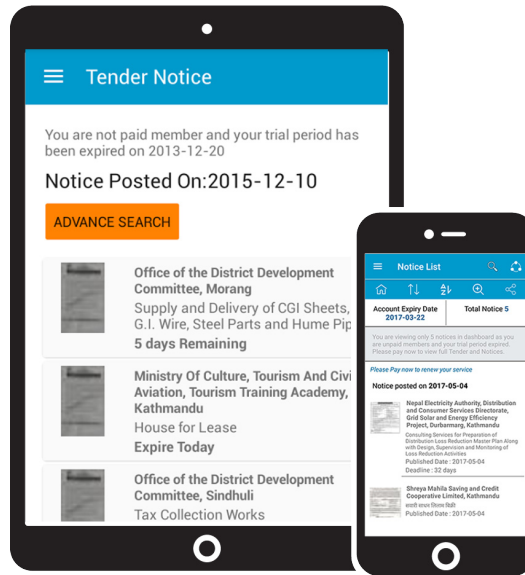 Tender Notice
You are not paid member and your trial period has
been expired on 2013-12-20
Notice Posted On:2015-12-10
ADVANCE SEARCH
Office of the District Development
Committee, Morang
Supply and Delivery of CGI Sheets,
G.I. Wire, Steel Parts and Hume Pip
5 days Remaining
Ministry Of Culture, Tourism And Civi
Aviation, Tourism Training Academy,
Kathmandu
House for Lease
Expire Today
Office of the District Development
Committee, Sindhuli
Tax Collection Works
Notice List
Account Expiry Date
2017-03-22
Total Notice 5
You are viewing only 5 notices in dashboard as you
are unpaid members and your trial period expired.
Please pay now to view full Tender and Notices.
Please Pay now to renew your service
Notice posted on 2017-05-04
Nepal Electricity Authority, Distribution
and Consumer Services Directorate,
Grid Solar and Energy Efficiency
Project, Durbarmarg, Kathmandu
Consulting Services for Preparation of
Distribution Loss Reduction Master Plan Along
with Design, Supervision and Monitoring of
Loss Reduction Activities
Published Date : 2017-05-04
Deadline : 32 days
Shreya Mahila Saving and Credit
Cooperative Limited, Kathmandu
Published Date : 2017-05-04